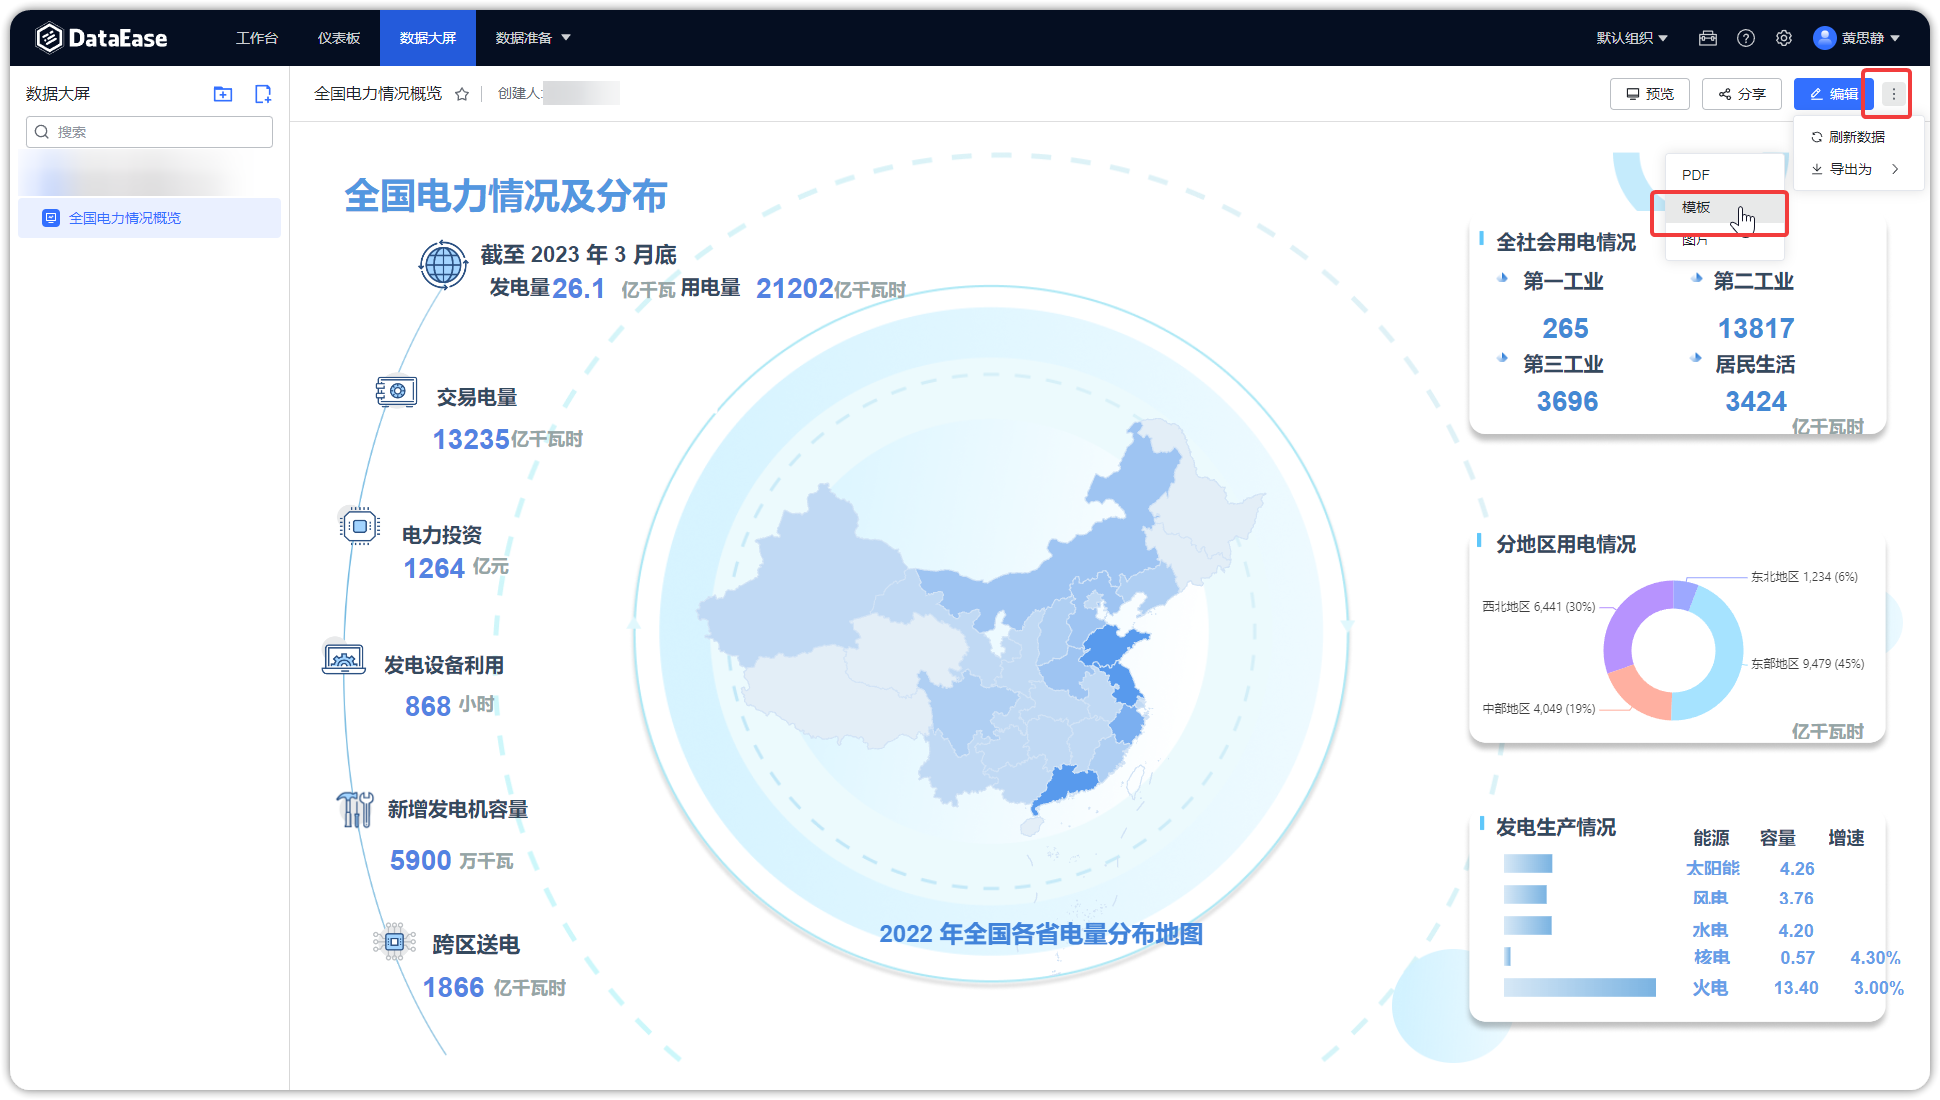 DataEase
工作台
仪表板
数据大屏
数据准备
默认组织
黄思静
数据大屏
搜索
全国电力情况概览
全国电力情况概览
创建人:
预览
分享
编辑
刷新数据
导出为
PDF
模板
图片
全国电力情况及分布
截至 2023 年 3 月底
发电量 26.1 亿千瓦 用电量 21202 亿千瓦时
交易电量
13235 亿千瓦时
电力投资
1264 亿元
发电设备利用
868 小时
新增发电机容量
5900 万千瓦
跨区送电
1866 亿千瓦时
2022 年全国各省电量分布地图
全社会用电情况
第一工业
第二工业
265
13817
第三工业
居民生活
3696
3424
亿千瓦时
分地区用电情况
东北地区 1,234 (6%)
西北地区 6,441 (30%)
东部地区 9,479 (45%)
中部地区 4,049 (19%)
亿千瓦时
发电生产情况
能源 容量 增速
太阳能 4.26
风电 3.76
水电 4.20
核电 0.57 4.30%
火电 13.40 3.00%